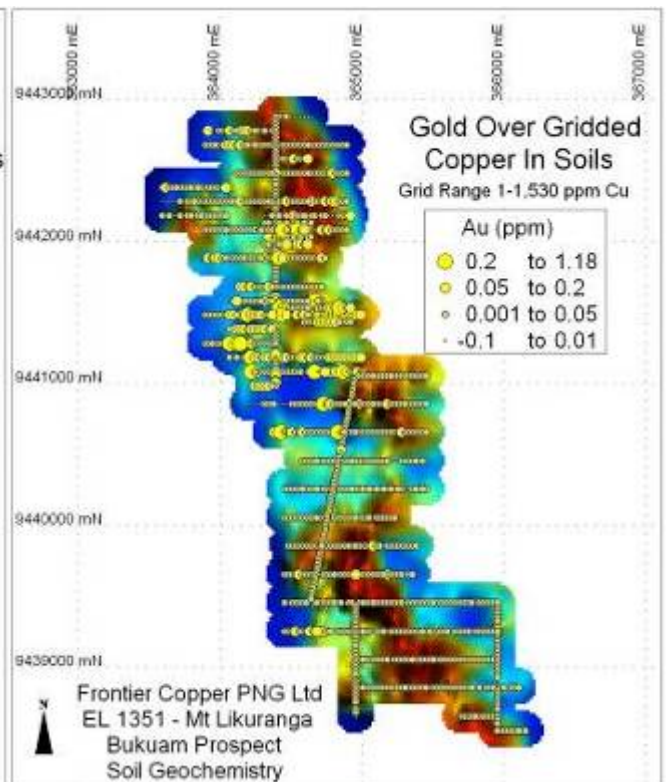 s
363000 mE
364000 mE
365000 mE
366000 mE
367000 mE
9443000 mN
Gold Over Gridded
Copper In Soils
Grid Range 1-1,530 ppm Cu
Au (ppm)
0.2 to 1.18
0.05 to 0.2
0.001 to 0.05
-0.1 to 0.01
9442000 mN
9441000 mN
9440000 mN
9439000 mN
N
Frontier Copper PNG Ltd
EL 1351 - Mt Likuranga
Bukuam Prospect
Soil Geochemistry